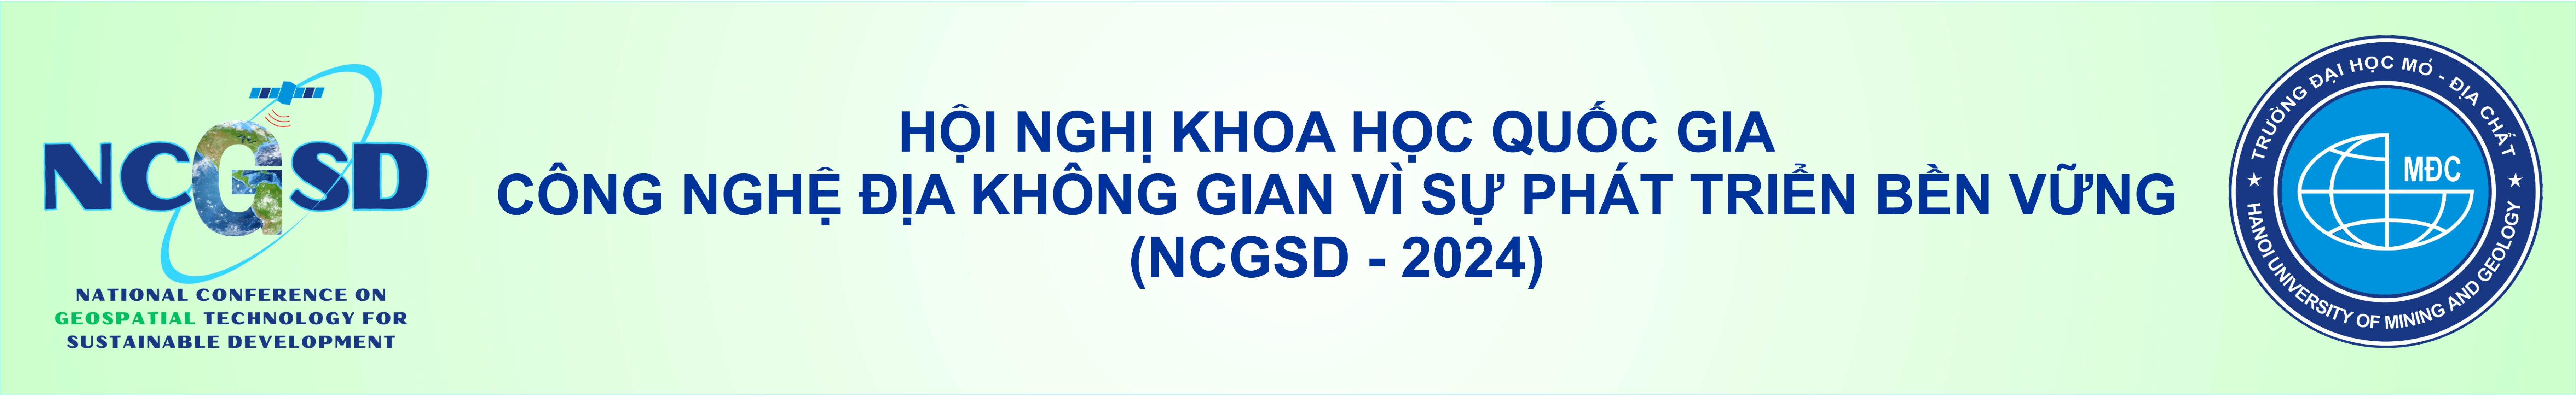 NCGSD
NATIONAL CONFERENCE ON
GEOSPATIAL TECHNOLOGY FOR
SUSTAINABLE DEVELOPMENT
HỘI NGHỊ KHOA HỌC QUỐC GIA
CÔNG NGHỆ ĐỊA KHÔNG GIAN VÌ SỰ PHÁT TRIỂN BỀN VỮNG
(NCGSD - 2024)
TRƯỜNG ĐẠI HỌC MỎ - ĐỊA CHẤT
MĐC
HANOI UNIVERSITY OF MINING AND GEOLOGY